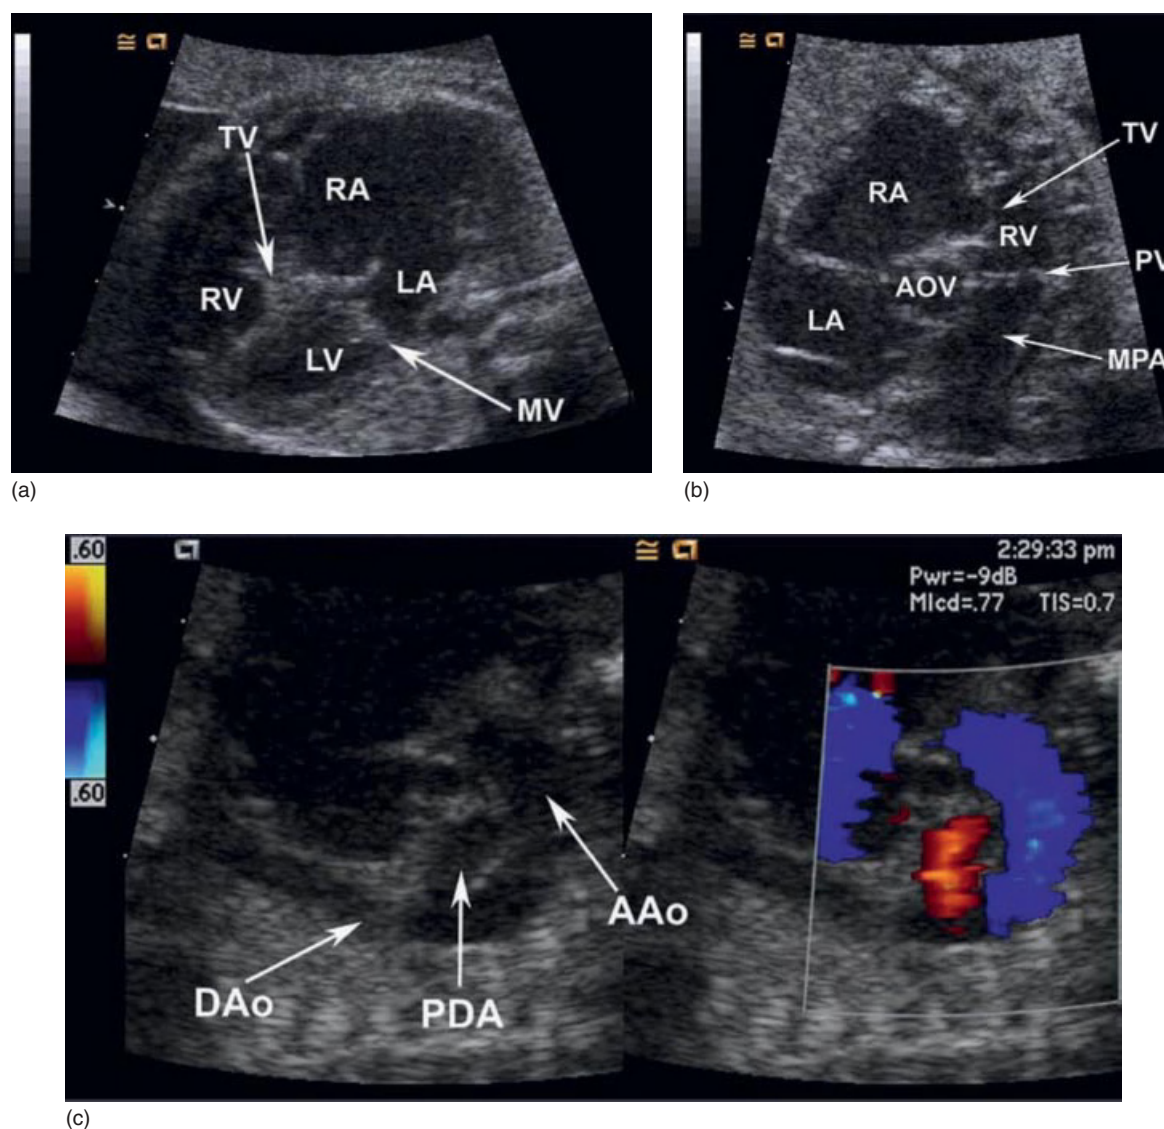 TV
RA
RV
LA
LV
MV
(a)
TV
RA
RV
PV
AOV
LA
MPA
(b)
.60
.60
2:29:33 pm
Pwr=-9dB
MIcd=.77 TIS=0.7
AAo
DAo
PDA
(c)